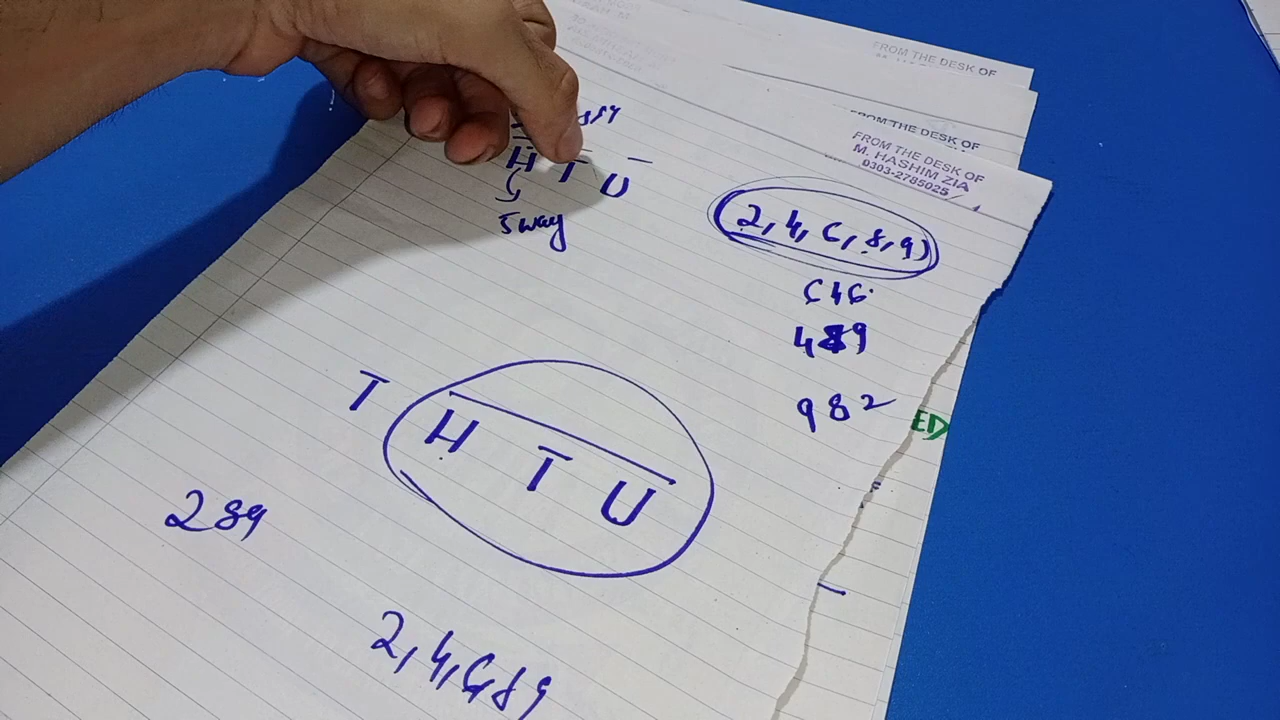 FROM THE DESK OF
FROM THE DESK OF
FROM THE DESK OF
M. HASHIM ZIA
0303-2785025/
H T U
5 way
(2, 4, 6, 8, 9)
646
489
982
T H T U
ED
289
2, 4, 6, 8 9